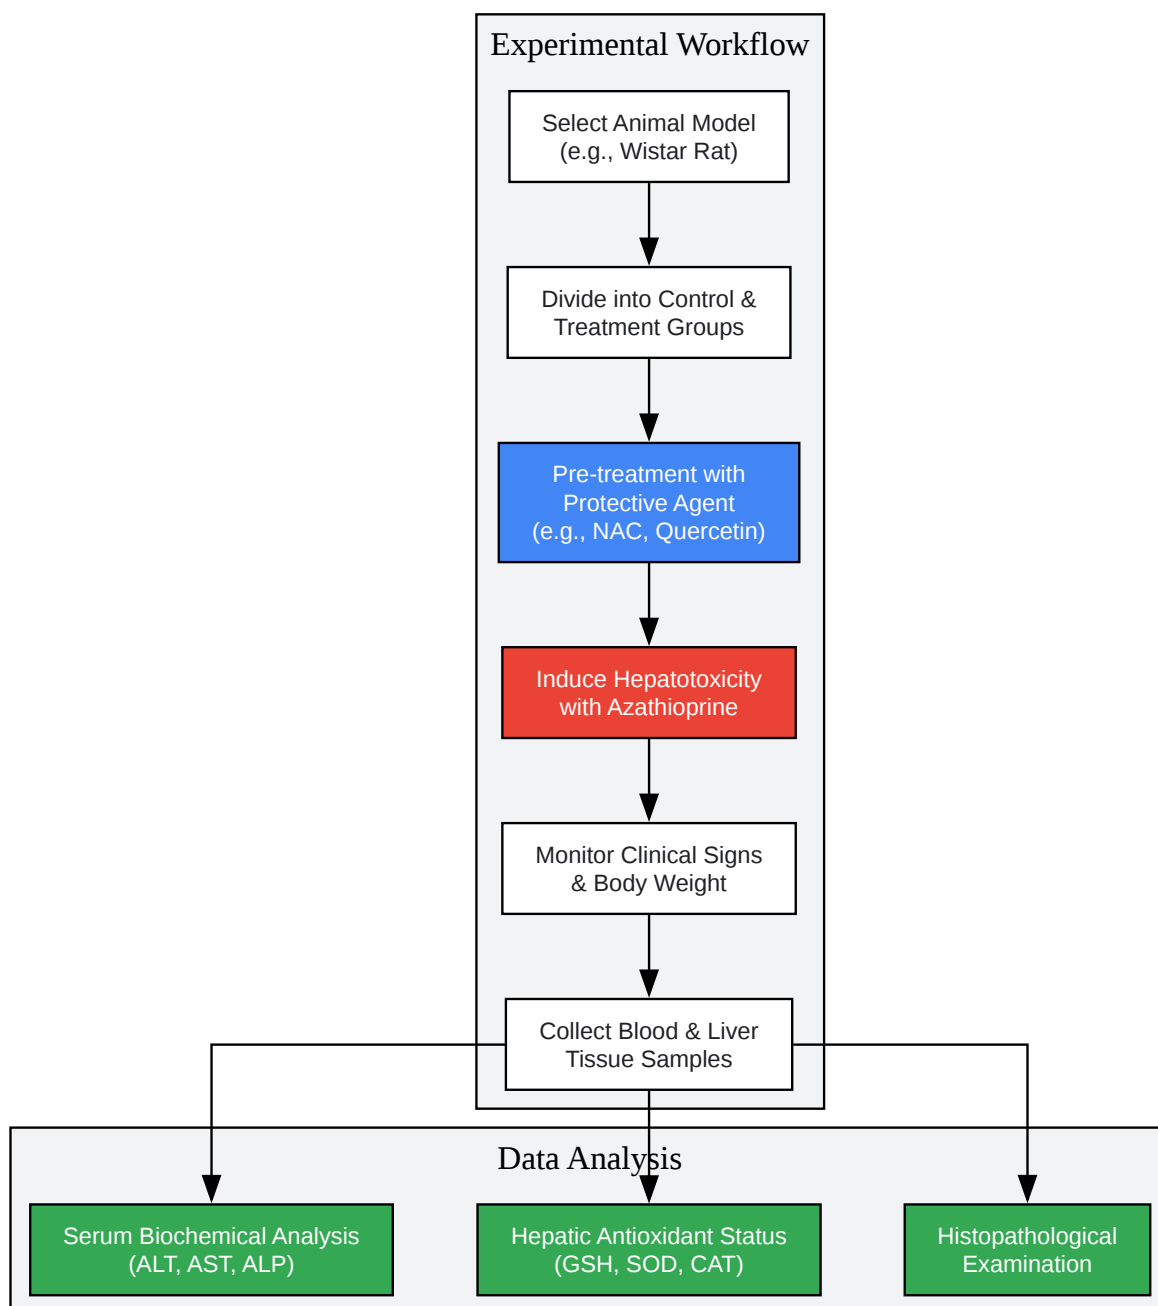 Experimental Workflow
Select Animal Model
(e.g., Wistar Rat)
Divide into Control &
Treatment Groups
Pre-treatment with
Protective Agent
(e.g., NAC, Quercetin)
Induce Hepatotoxicity
with Azathioprine
Monitor Clinical Signs
& Body Weight
Collect Blood & Liver
Tissue Samples
Data Analysis
Serum Biochemical Analysis
(ALT, AST, ALP)
Hepatic Antioxidant Status
(GSH, SOD, CAT)
Histopathological
Examination